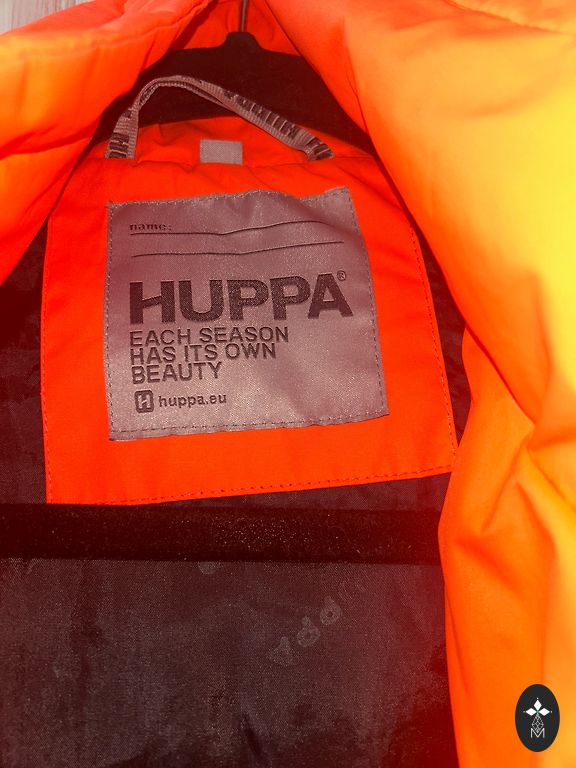 name:
HUPPA®
EACH SEASON
HAS ITS OWN
BEAUTY
H huppa.eu
M